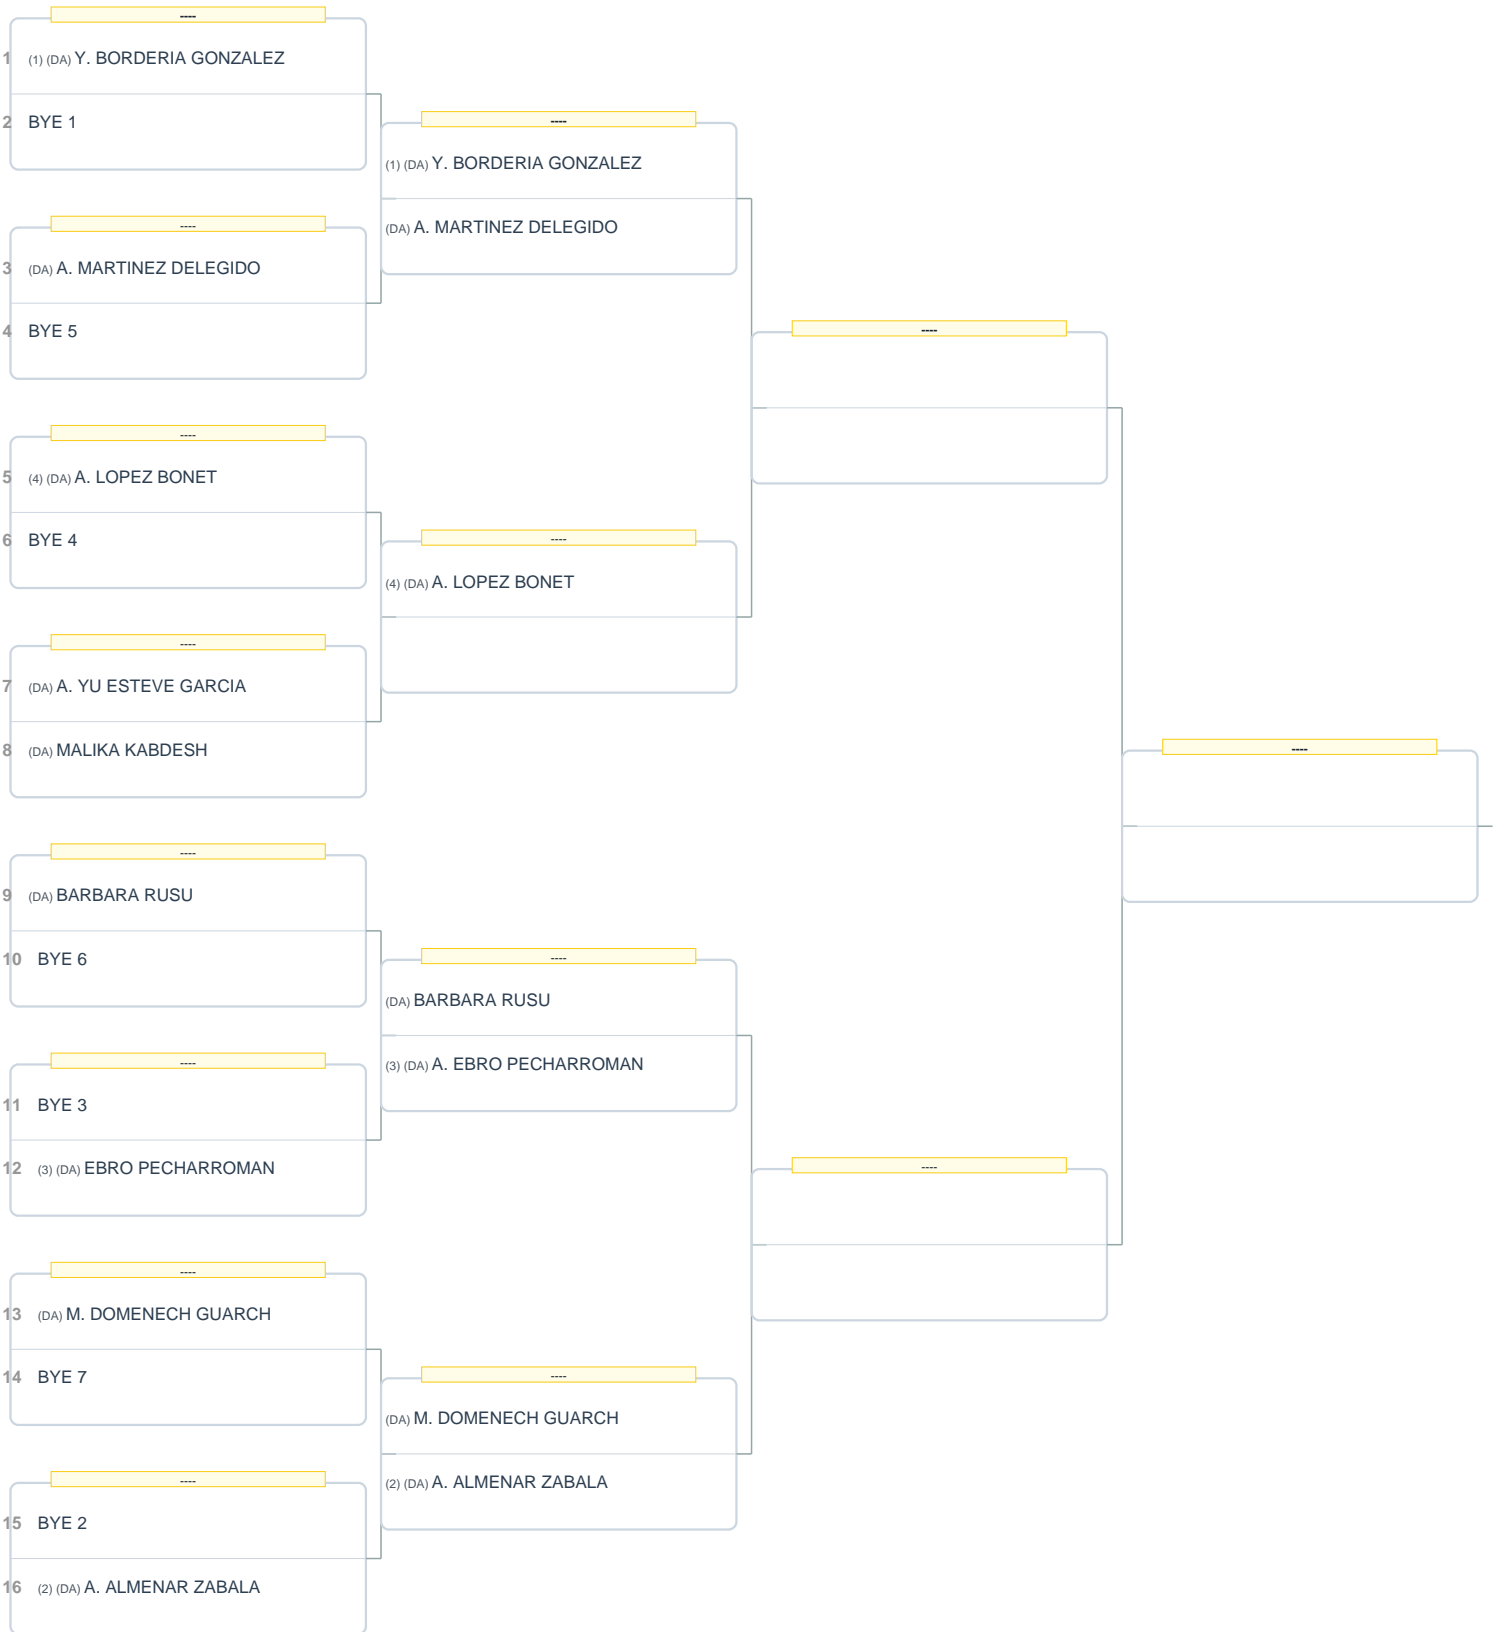 ----
1 (1) (DA) Y. BORDERIA GONZALEZ
2 BYE 1
----
3 (DA) A. MARTINEZ DELEGIDO
4 BYE 5
----
5 (4) (DA) A. LOPEZ BONET
6 BYE 4
----
7 (DA) A. YU ESTEVE GARCIA
8 (DA) MALIKA KABDESH
----
9 (DA) BARBARA RUSU
10 BYE 6
----
11 BYE 3
12 (3) (DA) EBRO PECHARROMAN
----
13 (DA) M. DOMENECH GUARCH
14 BYE 7
----
15 BYE 2
16 (2) (DA) A. ALMENAR ZABALA
----
(1) (DA) Y. BORDERIA GONZALEZ
(DA) A. MARTINEZ DELEGIDO
----
(4) (DA) A. LOPEZ BONET
----
(DA) BARBARA RUSU
(3) (DA) A. EBRO PECHARROMAN
----
(DA) M. DOMENECH GUARCH
(2) (DA) A. ALMENAR ZABALA
----
----
----